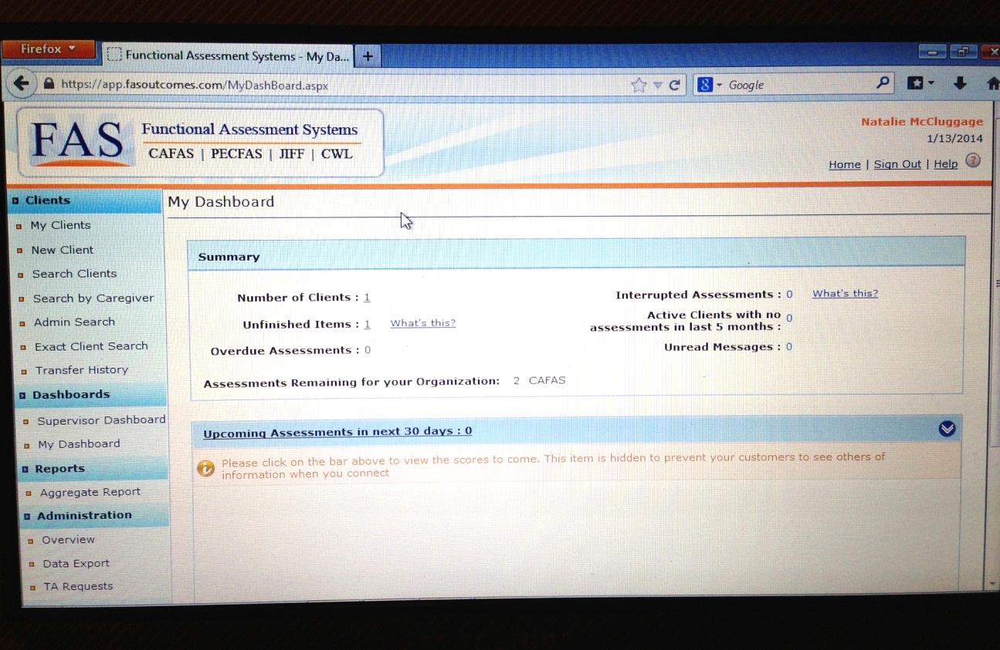 Firefox
Functional Assessment Systems - My Da...
https://app.fasoutcomes.com/MyDashBoard.aspx
8
Google
FAS
Functional Assessment Systems
CAFAS | PECFAS | JIFF | CWL
Natalie McCluggage
1/13/2014
Home | Sign Out | Help ?
Clients
My Clients
New Client
Search Clients
Search by Caregiver
Admin Search
Exact Client Search
Transfer History
Dashboards
Supervisor Dashboard
My Dashboard
Reports
Aggregate Report
Administration
Overview
Data Export
TA Requests
My Dashboard
Summary
Number of Clients : 1
Unfinished Items : 1 What's this?
Overdue Assessments : 0
Interrupted Assessments : 0 What's this?
Active Clients with no
assessments in last 5 months : 0
Unread Messages : 0
Assessments Remaining for your Organization: 2 CAFAS
Upcoming Assessments in next 30 days : 0
Please click on the bar above to view the scores to come. This item is hidden to prevent your customers to see others of
information when you connect